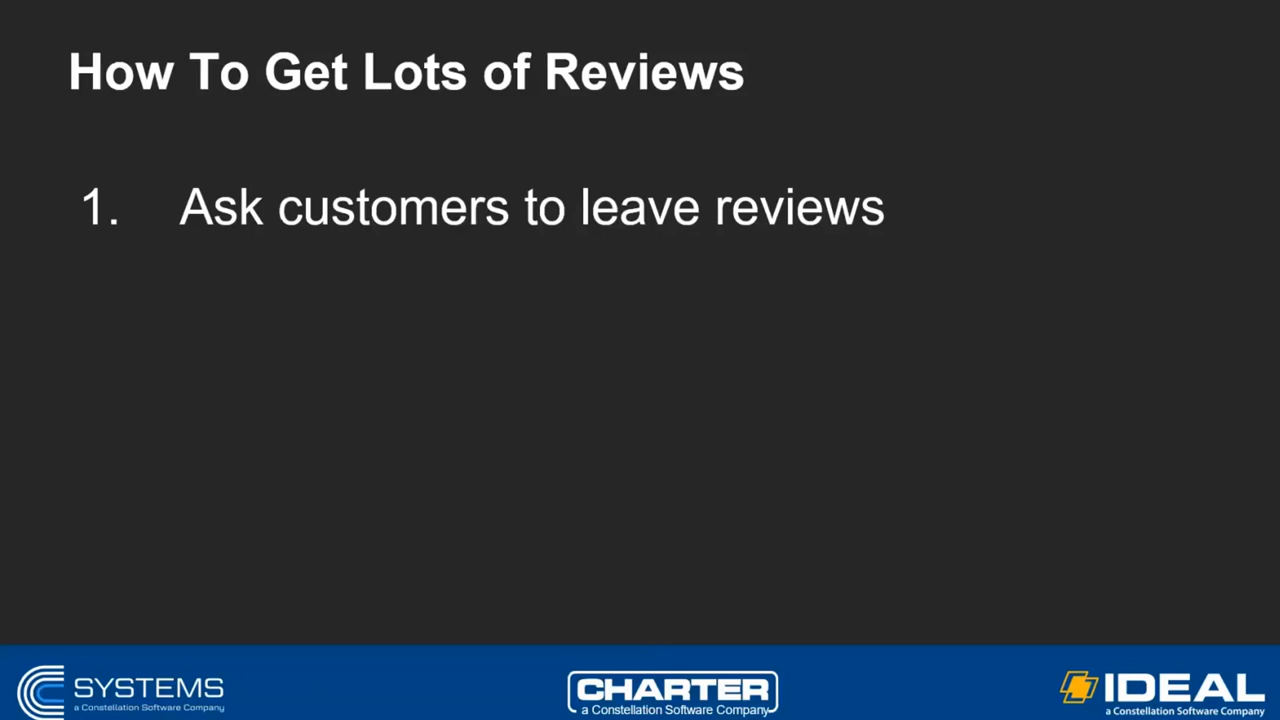 How To Get Lots of Reviews
1. Ask customers to leave reviews
SYSTEMS
a Constellation Software Company
CHARTER
a Constellation Software Company
IDEAL
a Constellation Software Company